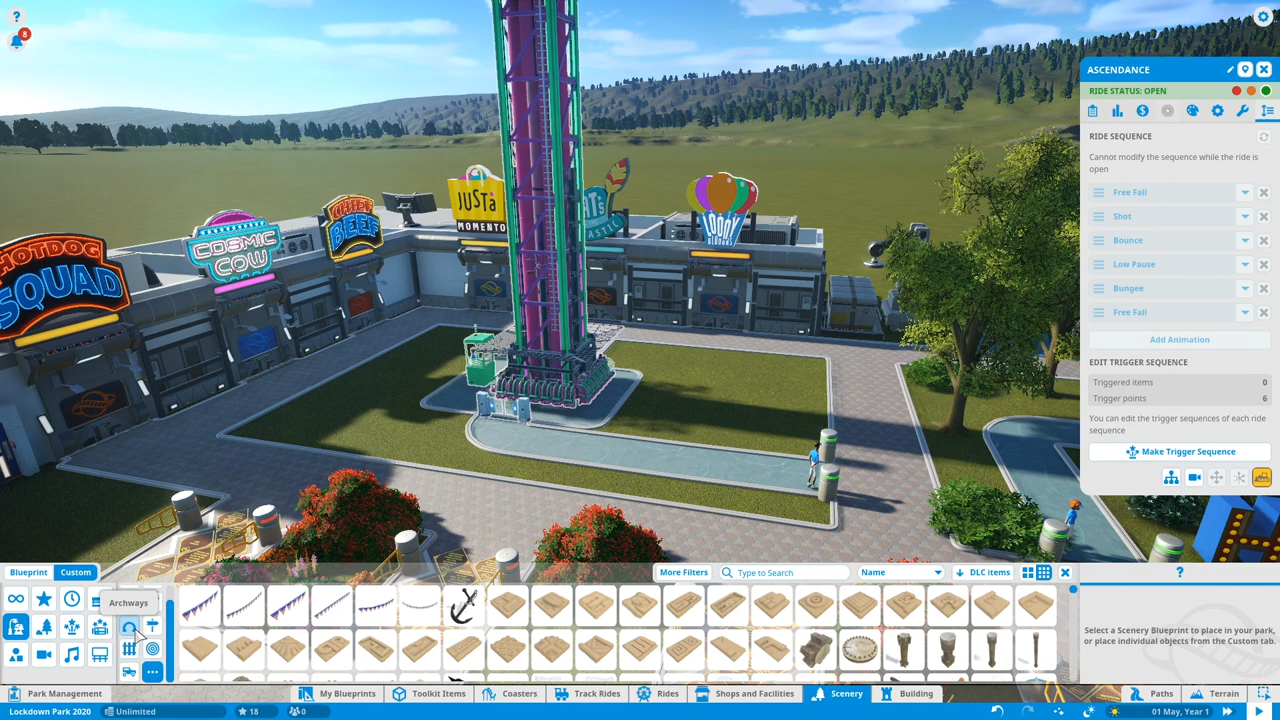 ?
8
ASCENDANCE
RIDE STATUS: OPEN
RIDE SEQUENCE
Cannot modify the sequence while the ride is
open
Free Fall
Shot
Bounce
Low Pause
Bungee
Free Fall
Add Animation
EDIT TRIGGER SEQUENCE
Triggered items 0
Trigger points 6
You can edit the trigger sequences of each ride
sequence
Make Trigger Sequence
HOTDOG
SQUAD
COSMIC
COW
CHIEF
BEEF
JUSTa
MOMENTO
LOONY
Blueprint Custom
More Filters Type to Search Name DLC items
?
Archways
Select a Scenery Blueprint to place in your park,
or place individual objects from the Custom tab.
Park Management My Blueprints Toolkit Items Coasters Track Rides Rides Shops and Facilities Scenery Building Paths Terrain
Lockdown Park 2020 Unlimited 18 0 01 May, Year 1